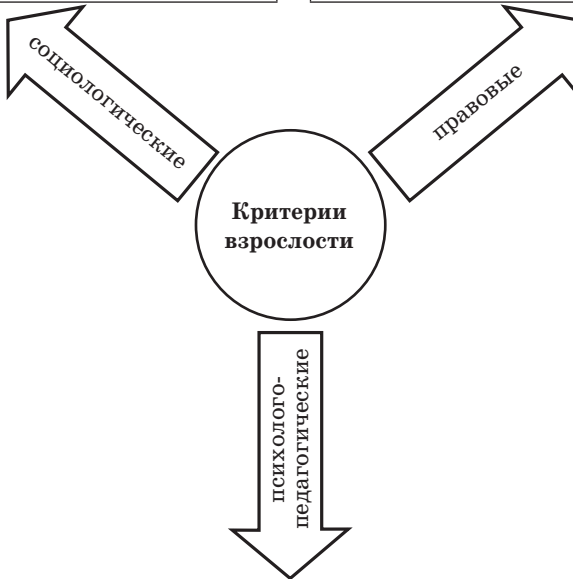 социологические
правовые
Критерии
взрослости
психолого-
педагогические